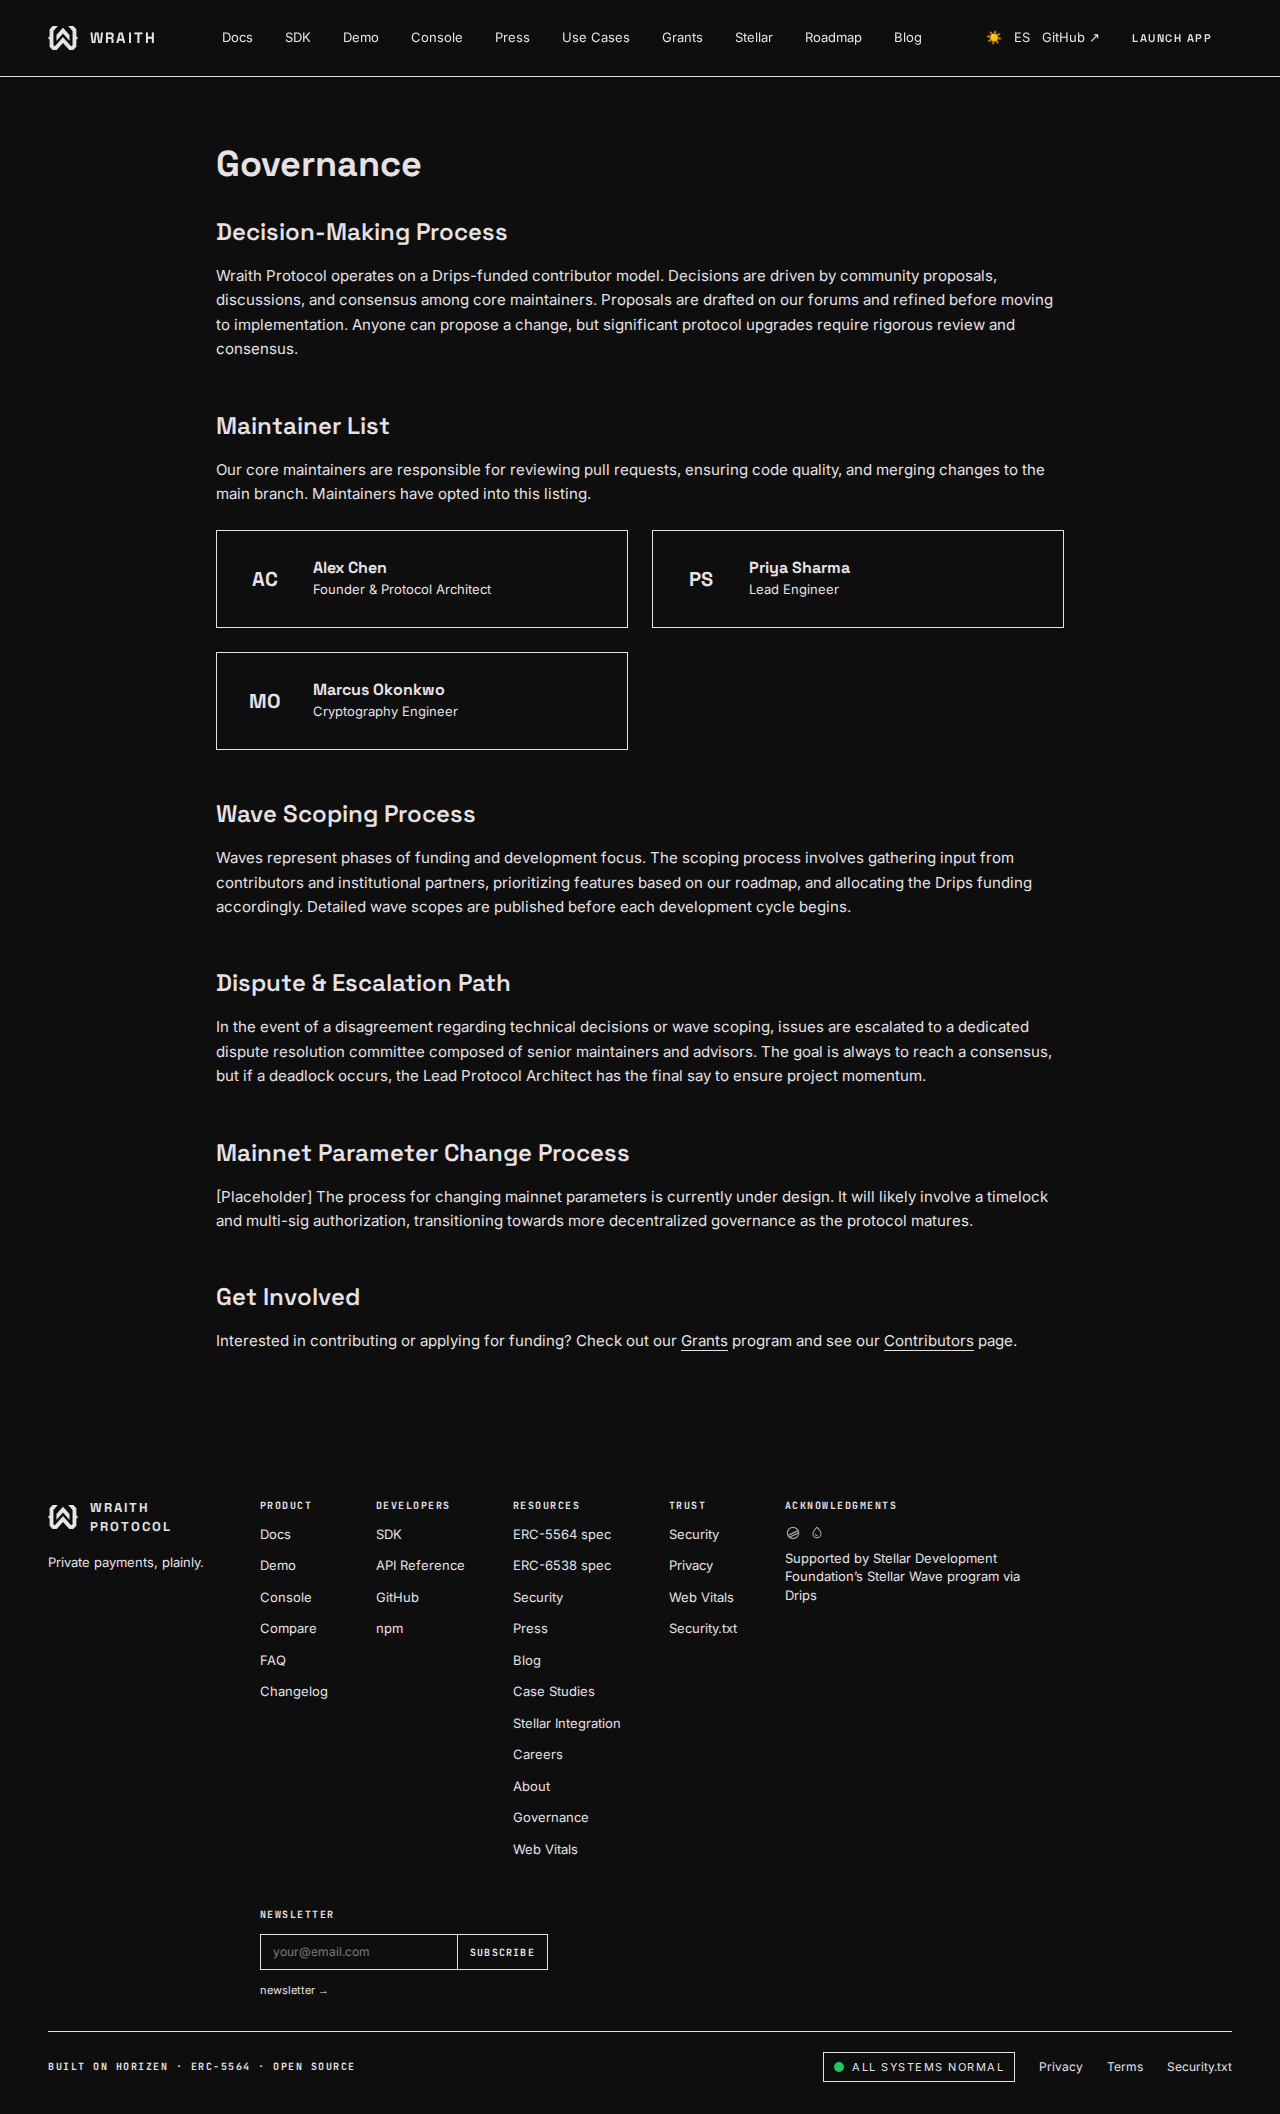 WRAITH
Docs SDK Demo Console Press Use Cases Grants Stellar Roadmap Blog
ES GitHub ↗ LAUNCH APP
Governance
Decision-Making Process
Wraith Protocol operates on a Drips-funded contributor model. Decisions are driven by community proposals,
discussions, and consensus among core maintainers. Proposals are drafted on our forums and refined before moving
to implementation. Anyone can propose a change, but significant protocol upgrades require rigorous review and
consensus.
Maintainer List
Our core maintainers are responsible for reviewing pull requests, ensuring code quality, and merging changes to the
main branch. Maintainers have opted into this listing.
AC
Alex Chen
Founder & Protocol Architect
PS
Priya Sharma
Lead Engineer
MO
Marcus Okonkwo
Cryptography Engineer
Wave Scoping Process
Waves represent phases of funding and development focus. The scoping process involves gathering input from
contributors and institutional partners, prioritizing features based on our roadmap, and allocating the Drips funding
accordingly. Detailed wave scopes are published before each development cycle begins.
Dispute & Escalation Path
In the event of a disagreement regarding technical decisions or wave scoping, issues are escalated to a dedicated
dispute resolution committee composed of senior maintainers and advisors. The goal is always to reach a consensus,
but if a deadlock occurs, the Lead Protocol Architect has the final say to ensure project momentum.
Mainnet Parameter Change Process
[Placeholder] The process for changing mainnet parameters is currently under design. It will likely involve a timelock
and multi-sig authorization, transitioning towards more decentralized governance as the protocol matures.
Get Involved
Interested in contributing or applying for funding? Check out our Grants program and see our Contributors page.
WRAITH
PROTOCOL
Private payments, plainly.
PRODUCT
Docs
Demo
Console
Compare
FAQ
Changelog
DEVELOPERS
SDK
API Reference
GitHub
npm
RESOURCES
ERC-5564 spec
ERC-6538 spec
Security
Press
Blog
Case Studies
Stellar Integration
Careers
About
Governance
Web Vitals
TRUST
Security
Privacy
Web Vitals
Security.txt
ACKNOWLEDGMENTS
Supported by Stellar Development
Foundation's Stellar Wave program via
Drips
NEWSLETTER
your@email.com SUBSCRIBE
newsletter →
BUILT ON HORIZEN · ERC-5564 · OPEN SOURCE
ALL SYSTEMS NORMAL Privacy Terms Security.txt